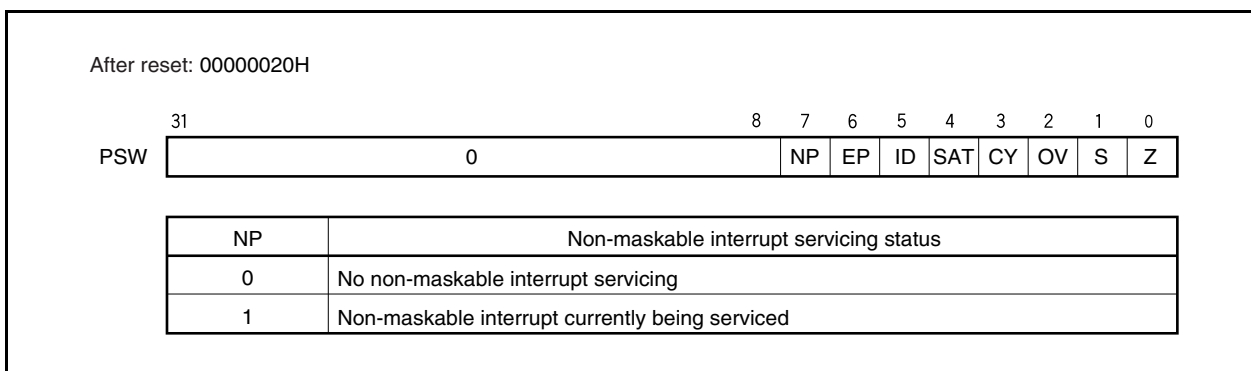 After reset: 00000020H
31 8 7 6 5 4 3 2 1 0
PSW 0 NP EP ID SAT CY OV S Z
NP Non-maskable interrupt servicing status
0 No non-maskable interrupt servicing
1 Non-maskable interrupt currently being serviced